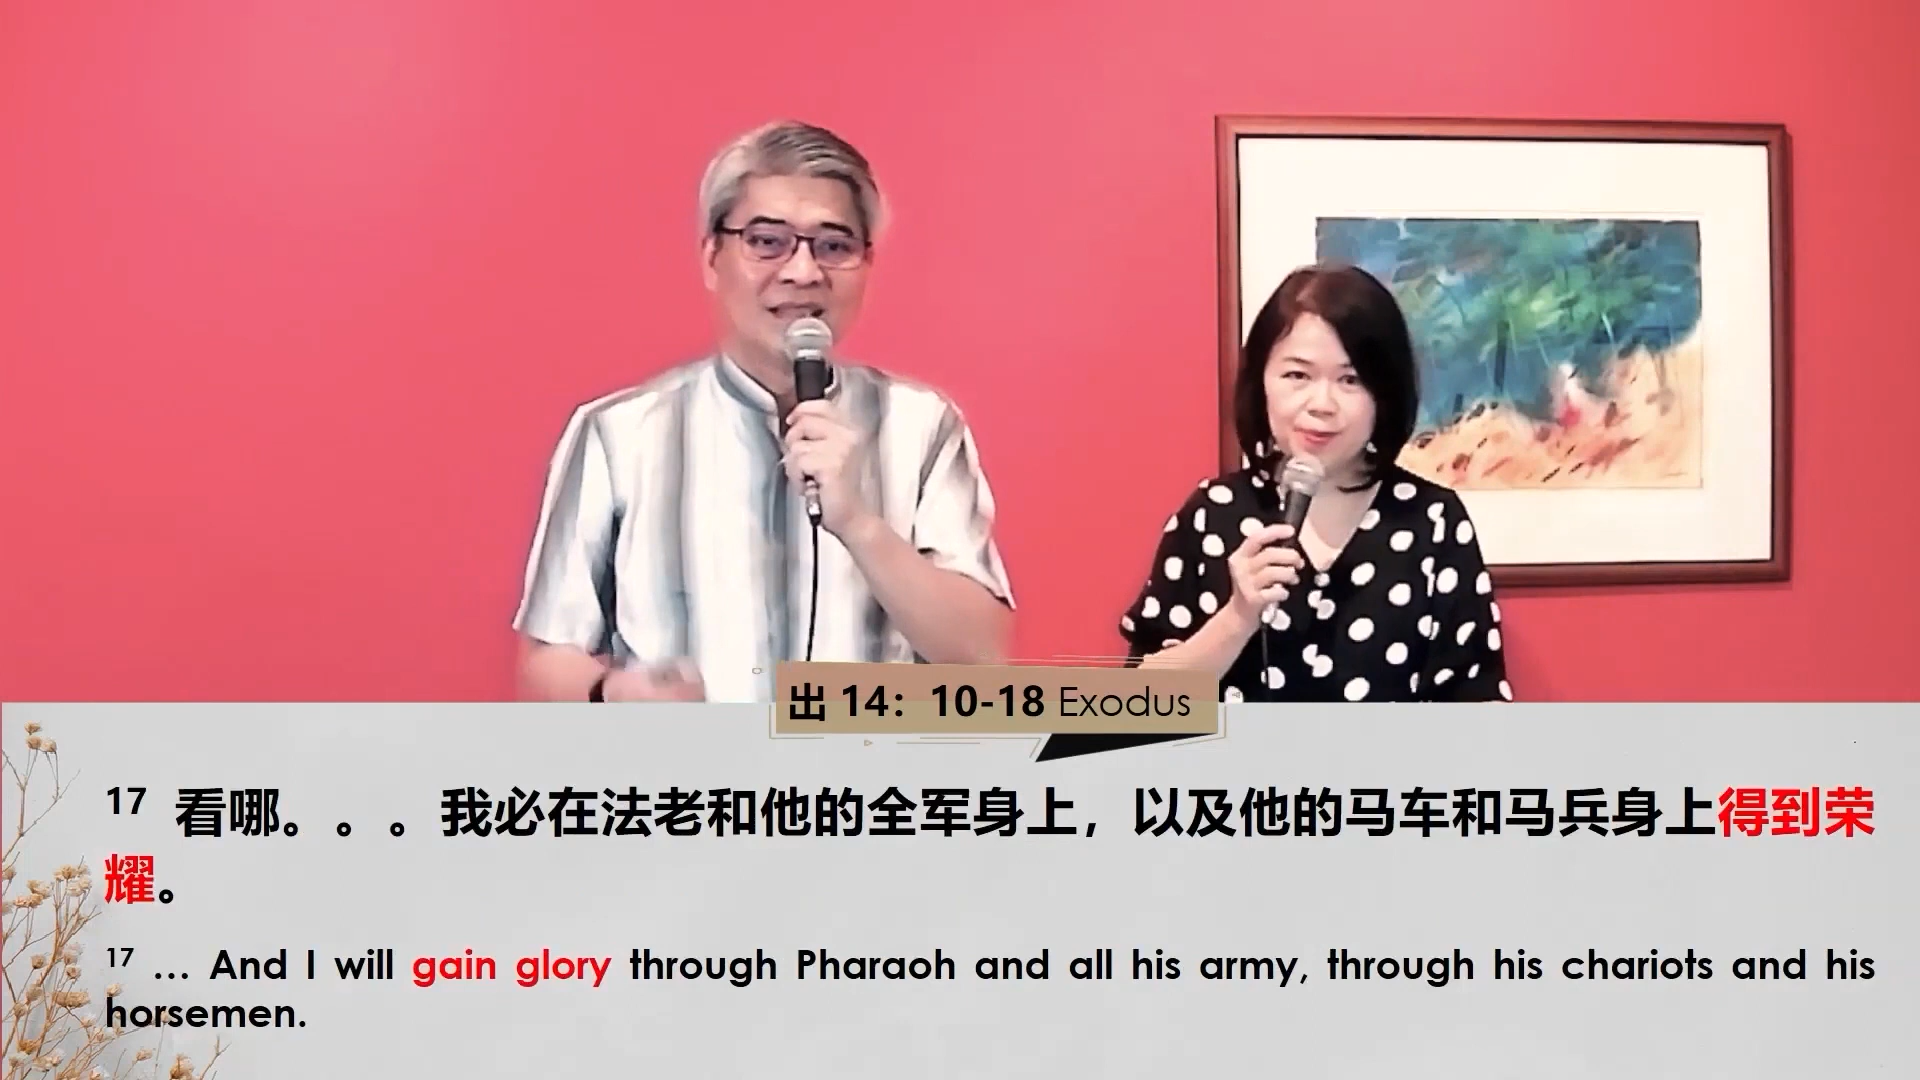 出 14：10-18 Exodus
17 看哪。。。我必在法老和他的全军身上，以及他的马车和马兵身上得到荣
耀。
17 … And I will gain glory through Pharaoh and all his army, through his chariots and his
horsemen.